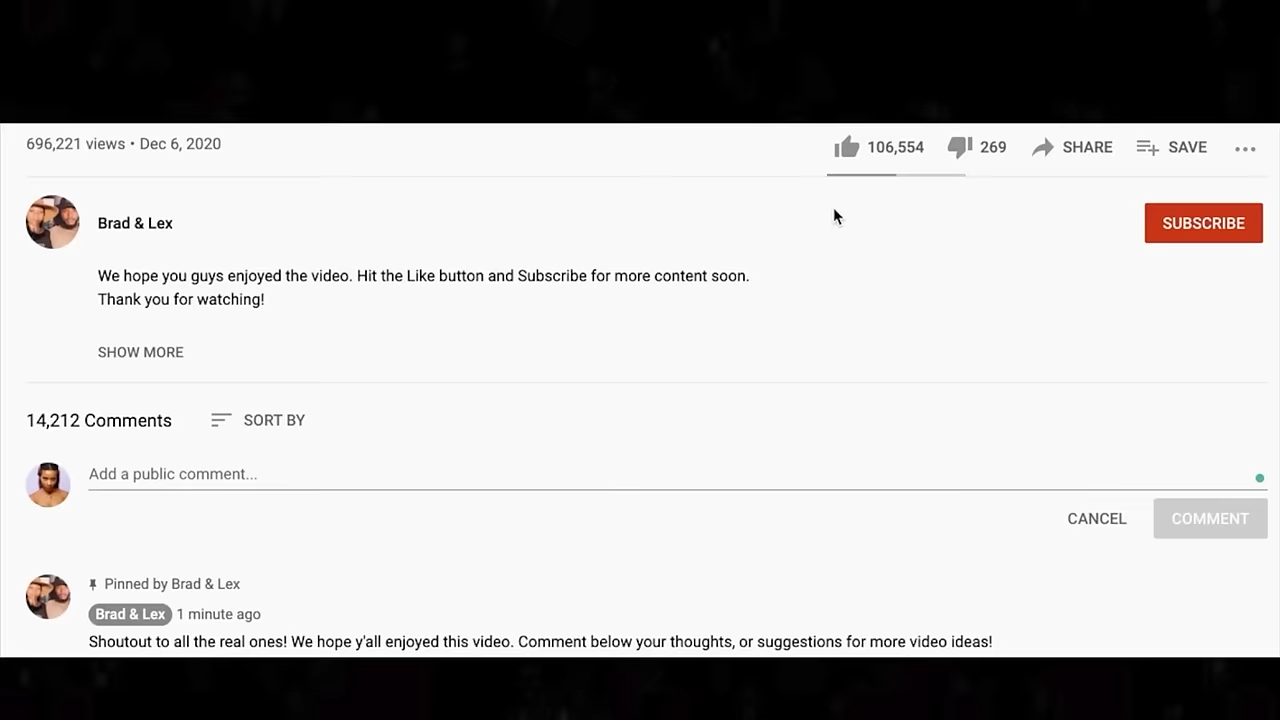 696,221 views • Dec 6, 2020
106,554 269 SHARE SAVE
Brad & Lex
SUBSCRIBE
We hope you guys enjoyed the video. Hit the Like button and Subscribe for more content soon.
Thank you for watching!
SHOW MORE
14,212 Comments SORT BY
Add a public comment...
CANCEL COMMENT
Pinned by Brad & Lex
Brad & Lex 1 minute ago
Shoutout to all the real ones! We hope y'all enjoyed this video. Comment below your thoughts, or suggestions for more video ideas!